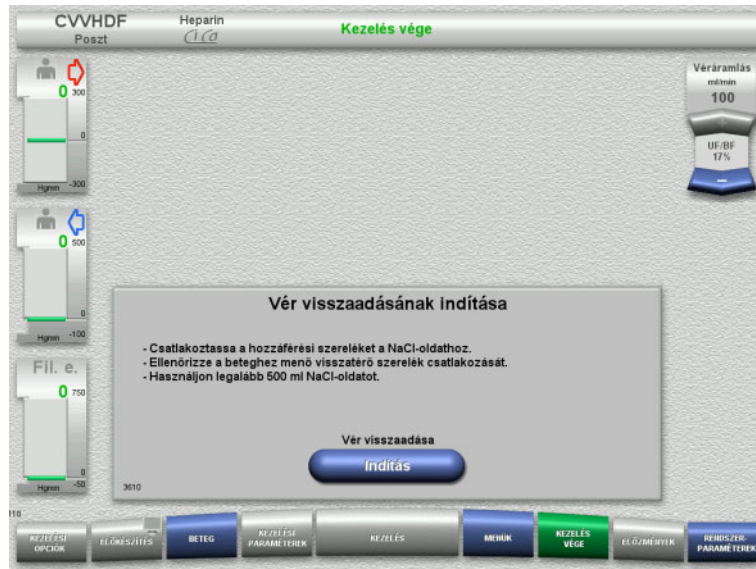 CVVHDF
Poszt
Heparin
Ci Ca
Kezelés vége
0
300
0
-300
Hgmm
0
500
0
-100
Hgmm
Fil. e.
0
750
0
-50
Hgmm
Véráramlás
ml/min
100
+
UF/BF
17%
-
Vér visszaadásának indítása
- Csatlakoztassa a hozzáférési szereléket a NaCl-oldathoz.
- Ellenőrizze a beteghez menő visszatérő szerelék csatlakozását.
- Használjon legalább 500 ml NaCl-oldatot.
Vér visszaadása
Indítás
3610
KEZELÉSI
OPCIÓK
ELŐKÉSZÍTÉS
BETEG
KEZELÉSI
PARAMÉTEREK
KEZELÉS
MENÜK
KEZELÉS
VÉGE
ELŐZMÉNYEK
RENDSZER-
PARAMÉTEREK